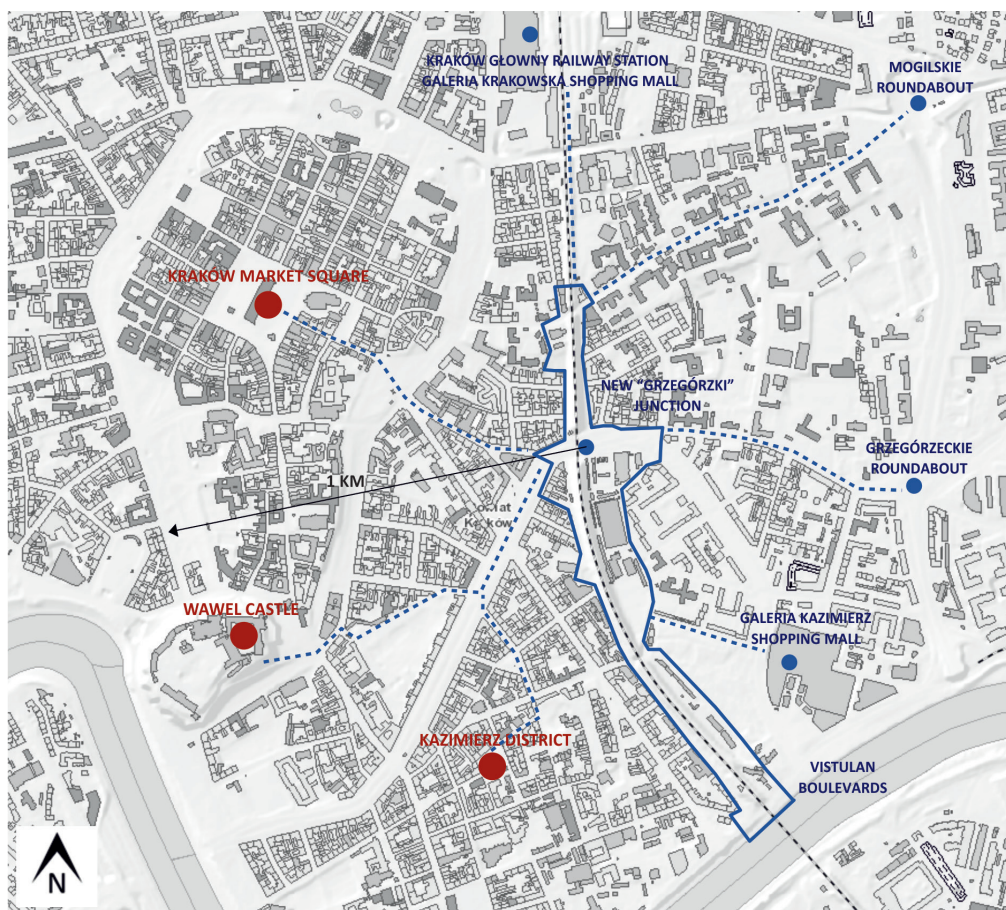 KRAKÓW GŁOWNY RAILWAY STATION
GALERIA KRAKOWSKA SHOPPING MALL
MOGILSKIE
ROUNDABOUT
KRAKÓW MARKET SQUARE
NEW "GRZEGÓRZKI"
JUNCTION
GRZEGÓRZECKIE
ROUNDABOUT
1 KM
Kraków
WAWEL CASTLE
GALERIA KAZIMIERZ
SHOPPING MALL
KAZIMIERZ DISTRICT
VISTULAN
BOULEVARDS
N